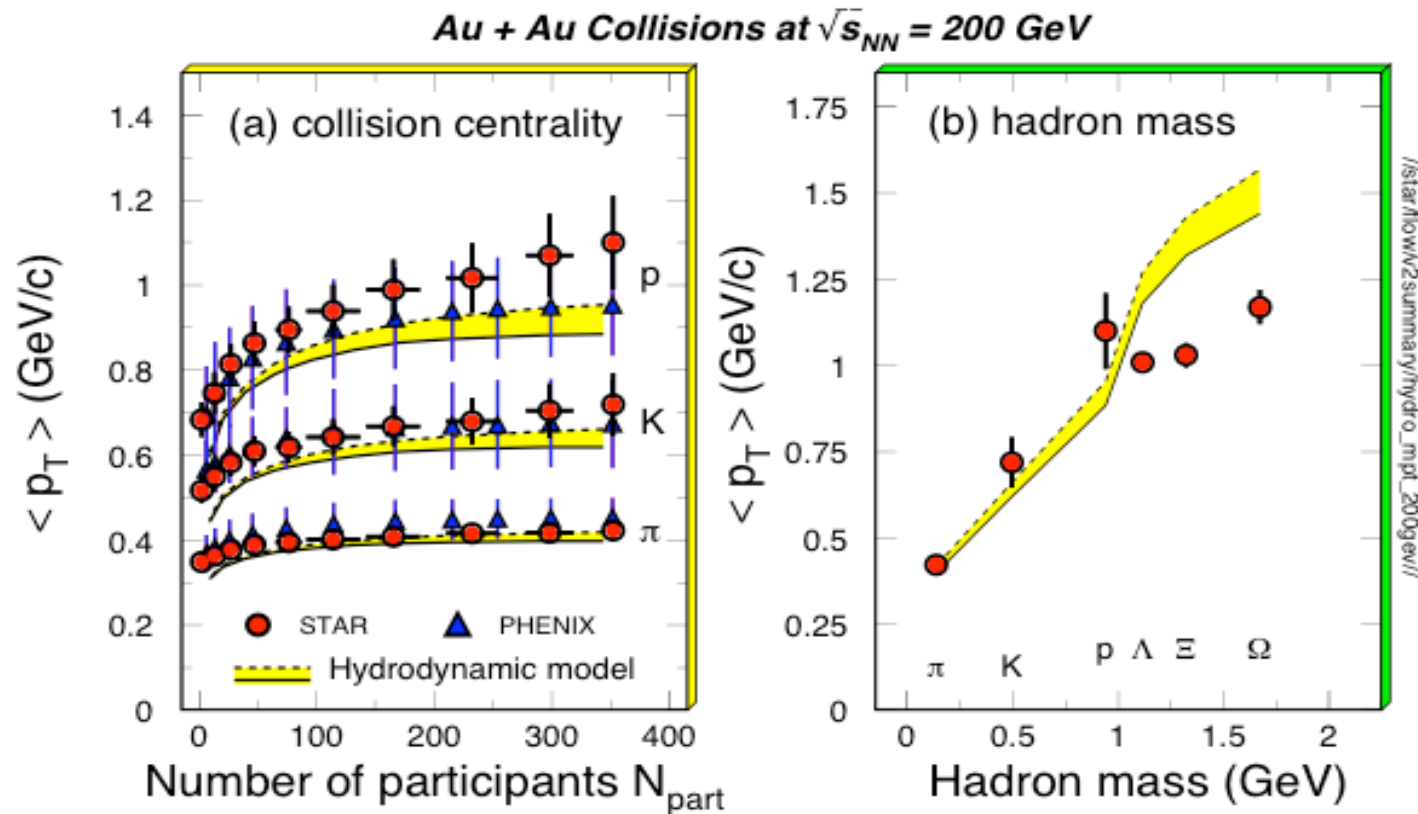 Au + Au Collisions at √s_NN = 200 GeV
(a) collision centrality
1.4
1.2
1
0.8
0.6
0.4
0.2
0
p
K
π
STAR
PHENIX
Hydrodynamic model
0 100 200 300 400
Number of participants N_part
< p_T > (GeV/c)
(b) hadron mass
1.75
1.5
1.25
1
0.75
0.5
0.25
0
π K p Λ Ξ Ω
0 0.5 1 1.5 2
Hadron mass (GeV)
< p_T > (GeV/c)
//star/flow/v2summary/hydro_mpt_200gev//